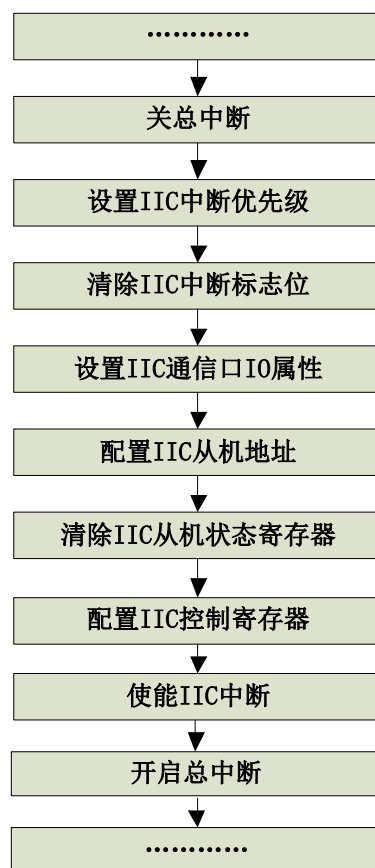 …………
关总中断
设置IIC中断优先级
清除IIC中断标志位
设置IIC通信口IO属性
配置IIC从机地址
清除IIC从机状态寄存器
配置IIC控制寄存器
使能IIC中断
开启总中断
…………